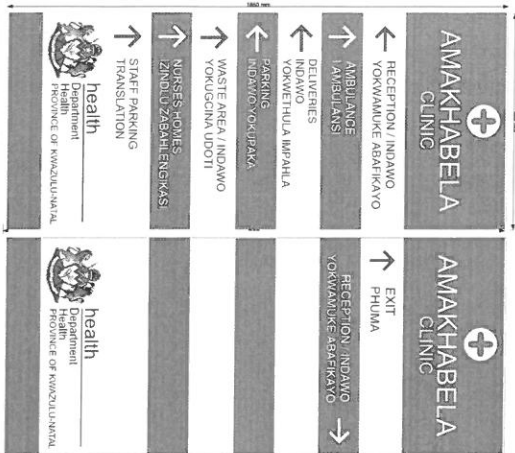 1860 mm
AMAKHABELA
CLINIC
RECEPTION / INDAWO
YOKWAMUKE ABAFIKAYO
AMBULANCE
I AMBULANSI
DELIVERIES
INDAWO
YOKWETHULA IMPAHLA
PARKING
INDAWO YOKUPAKA
WASTE AREA / INDAWO
YOKUGCINA UDOTI
NURSES HOMES
IZINDLU ZABAHLENGIKASI
STAFF PARKING
TRANSLATION
health
Department
Health
PROVINCE OF KWAZULU-NATAL
AMAKHABELA
CLINIC
EXIT
PHUMA
RECEPTION / INDAWO
YOKWAMUKE ABAFIKAYO
health
Department
Health
PROVINCE OF KWAZULU-NATAL